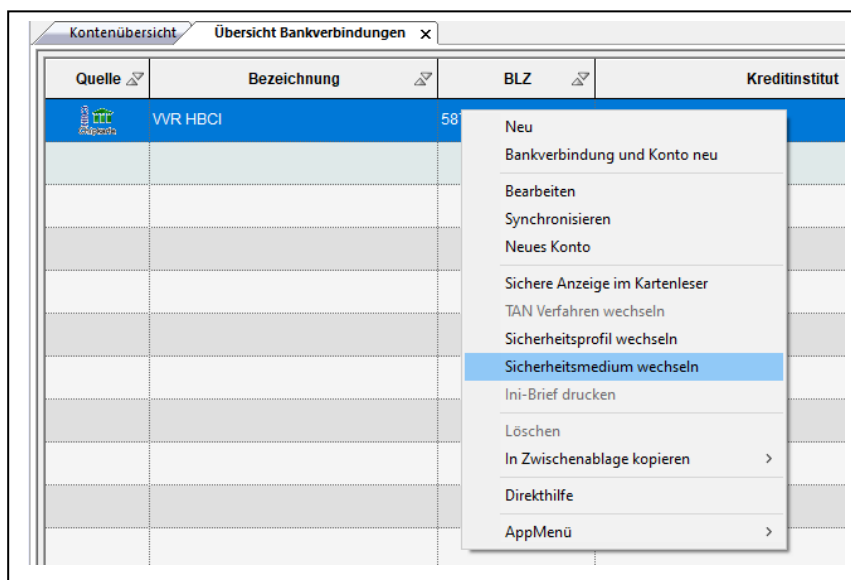 Kontenübersicht Übersicht Bankverbindungen x
Quelle Bezeichnung BLZ Kreditinstitut
VVR HBCI 587
Neu
Bankverbindung und Konto neu
Bearbeiten
Synchronisieren
Neues Konto
Sichere Anzeige im Kartenleser
TAN Verfahren wechseln
Sicherheitsprofil wechseln
Sicherheitsmedium wechseln
Ini-Brief drucken
Löschen
In Zwischenablage kopieren
Direkthilfe
AppMenü